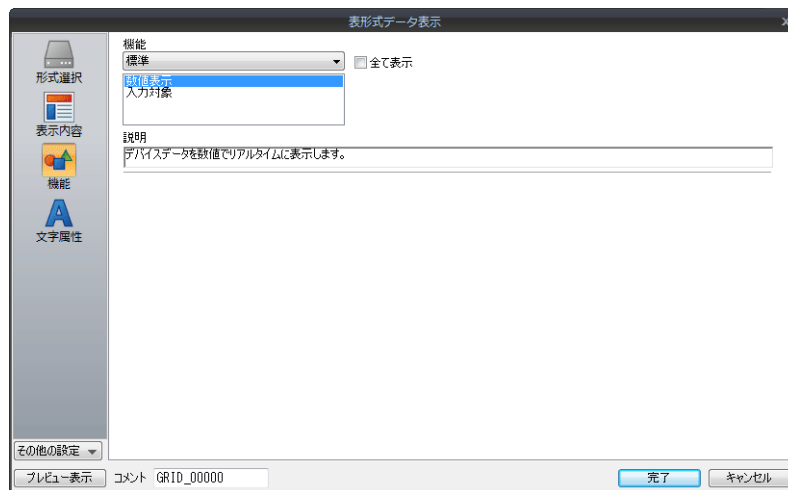 表形式データ表示
形式選択
表示内容
機能
文字属性
機能
標準
全て表示
数値表示
入力対象
説明
デバイスデータを数値でリアルタイムに表示します。
その他の設定
プレビュー表示
コメント GRID_00000
完了
キャンセル